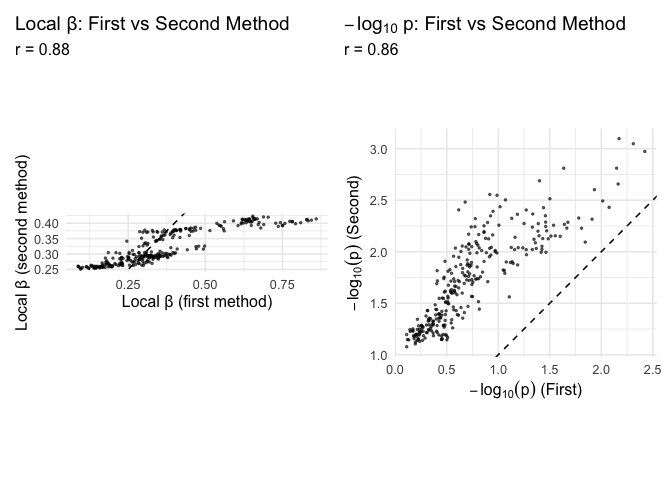 Local β: First vs Second Method
r = 0.88
Local β (second method)
0.40
0.35
0.30
0.25
0.25
0.50
0.75
Local β (first method)
−log₁₀ p: First vs Second Method
r = 0.86
−log₁₀(p) (Second)
3.0
2.5
2.0
1.5
1.0
0.0
0.5
1.0
1.5
2.0
2.5
−log₁₀(p) (First)